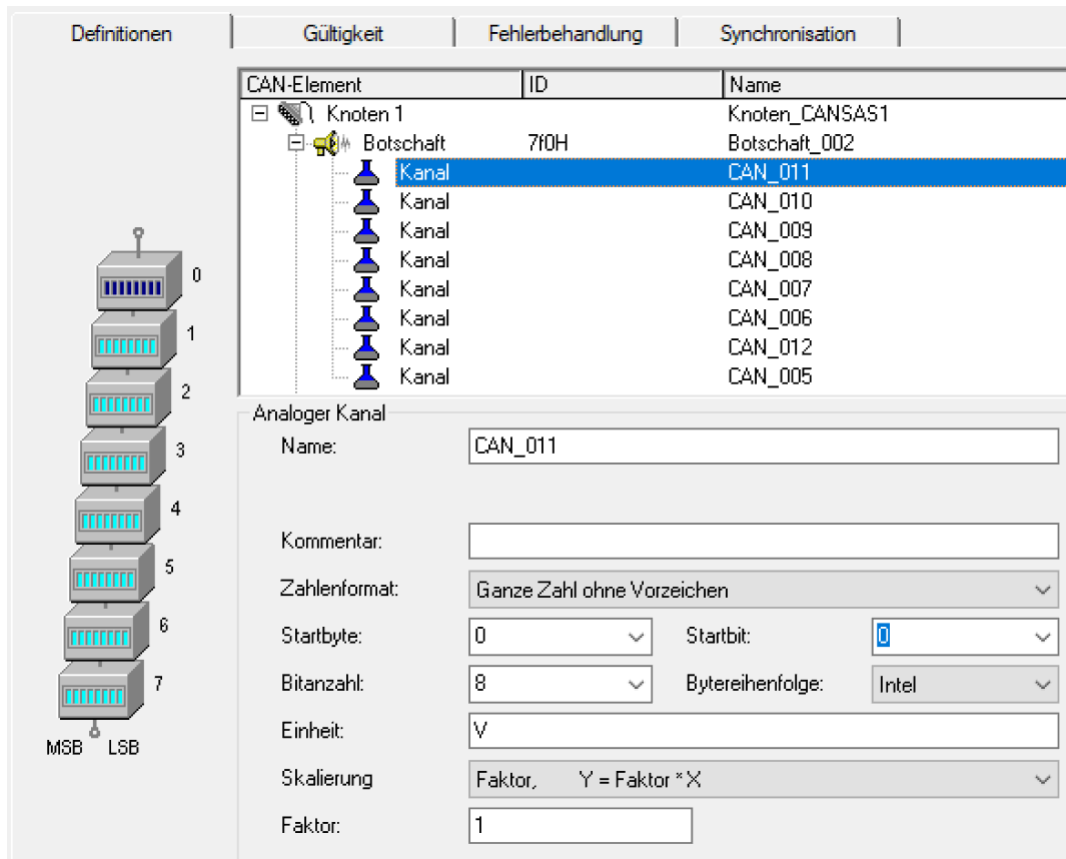 Definitionen Gültigkeit Fehlerbehandlung Synchronisation
CAN-Element ID Name
Knoten 1 Knoten_CANSAS1
Botschaft 7f0H Botschaft_002
Kanal CAN_011
Kanal CAN_010
Kanal CAN_009
Kanal CAN_008
Kanal CAN_007
Kanal CAN_006
Kanal CAN_012
Kanal CAN_005
0
1
2
3
4
5
6
7
MSB LSB
Analoger Kanal
Name: CAN_011
Kommentar:
Zahlenformat: Ganze Zahl ohne Vorzeichen
Startbyte: 0 Startbit: 0
Bitanzahl: 8 Bytereihenfolge: Intel
Einheit: V
Skalierung Faktor, Y = Faktor * X
Faktor: 1